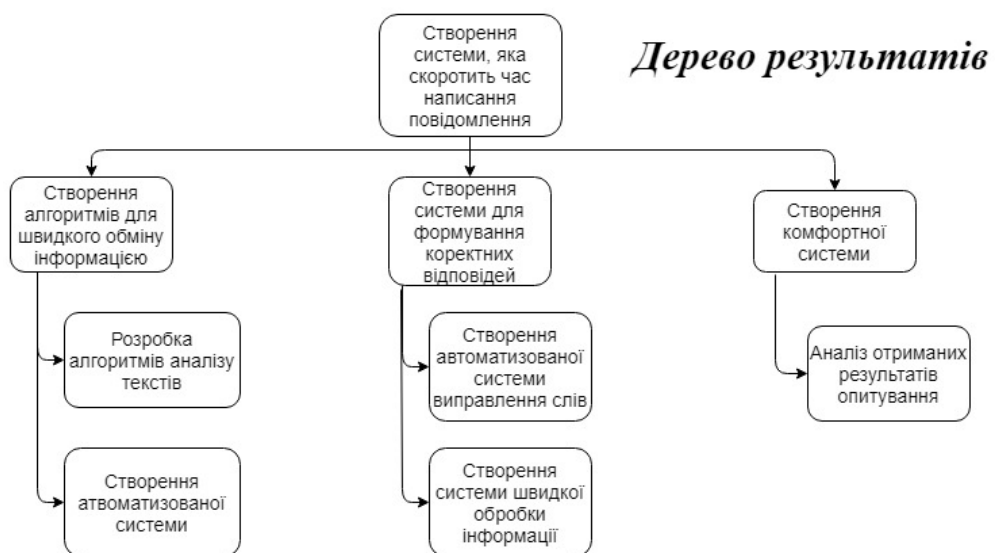 Створення
системи, яка
скоротить час
написання
повідомлення
Дерево результатів
Створення
алгоритмів для
швидкого обміну
інформацією
Створення
системи для
формування
коректних
відповідей
Створення
комфортної
системи
Розробка
алгоритмів аналізу
текстів
Створення
автоматизованої
системи
виправлення слів
Аналіз отриманих
результатів
опитування
Створення
атвоматизованої
системи
Створення
системи швидкої
обробки
інформації